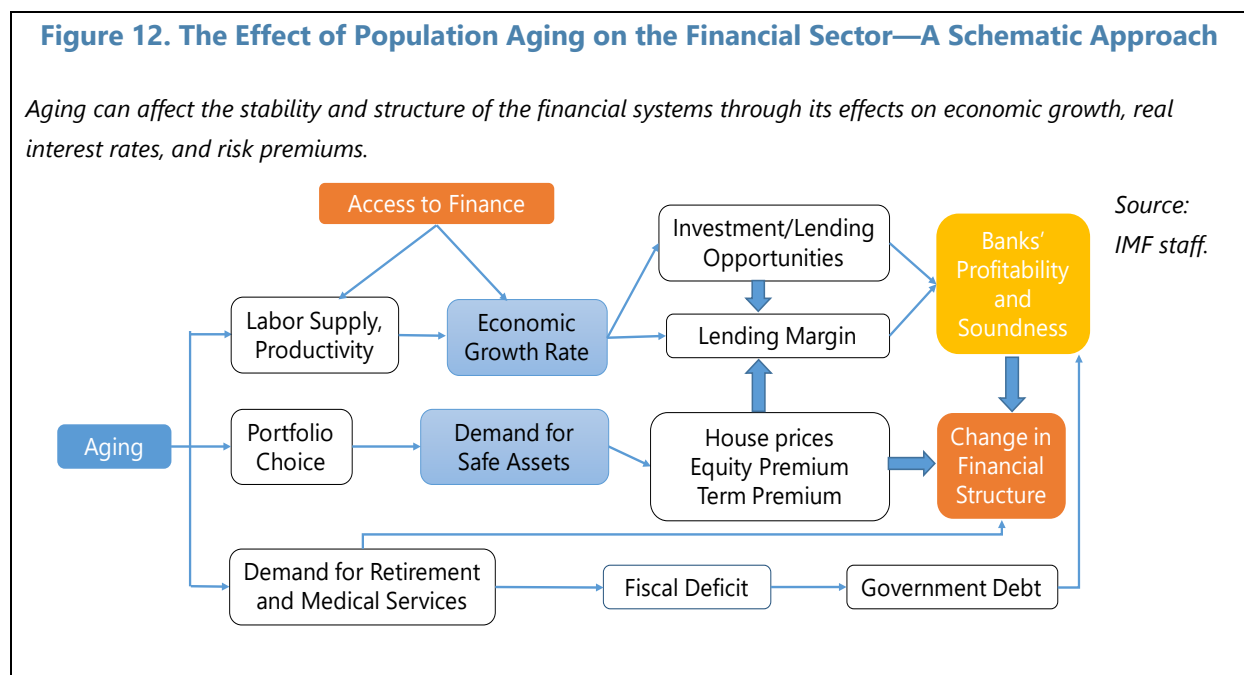 Figure 12. The Effect of Population Aging on the Financial Sector—A Schematic Approach
Aging can affect the stability and structure of the financial systems through its effects on economic growth, real
interest rates, and risk premiums.
Access to Finance
Investment/Lending
Opportunities
Banks'
Profitability
and
Soundness
Source:
IMF staff.
Labor Supply,
Productivity
Economic
Growth Rate
Lending Margin
Aging
Portfolio
Choice
Demand for
Safe Assets
House prices
Equity Premium
Term Premium
Change in
Financial
Structure
Demand for Retirement
and Medical Services
Fiscal Deficit
Government Debt